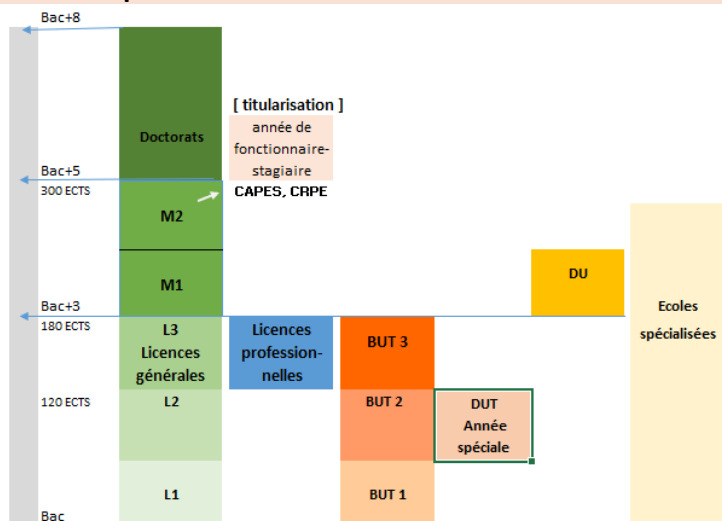 Bac+8
[ titularisation ]
année de
fonctionnaire-
stagiaire
Doctorats
Bac+5
300 ECTS
CAPES, CRPE
M2
M1
DU
Bac+3
180 ECTS
Ecoles
spécialisées
L3
Licences
générales
Licences
profession-
nelles
BUT 3
120 ECTS
L2
BUT 2
DUT
Année
spéciale
L1
BUT 1
Bac